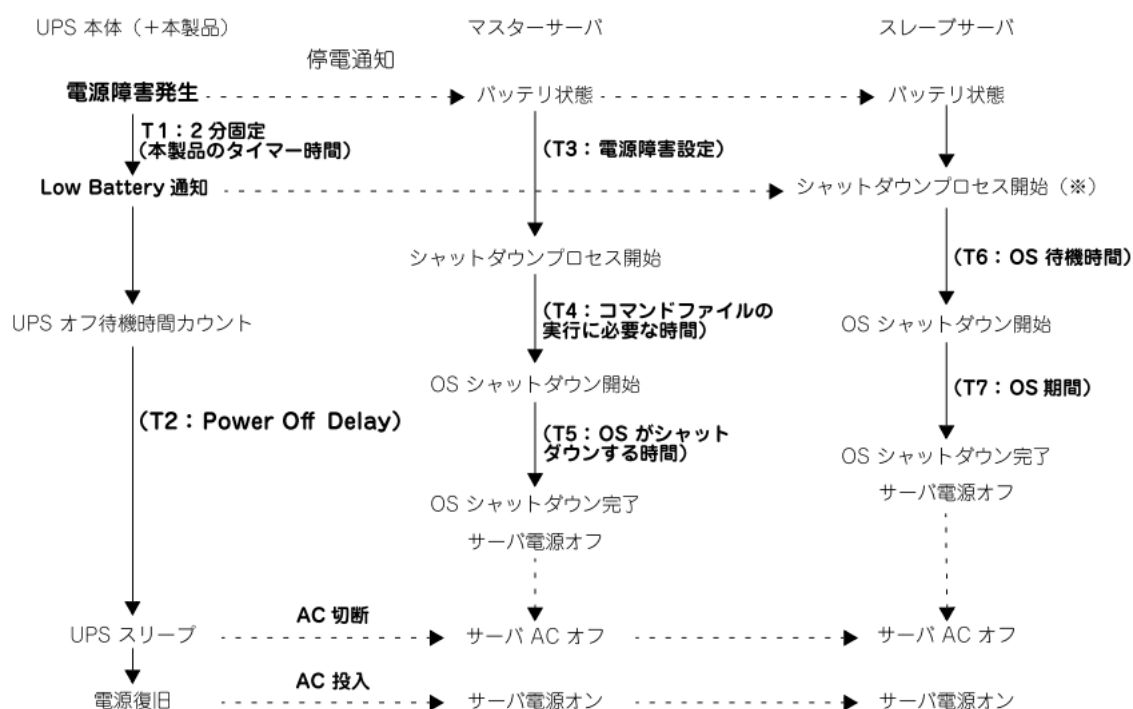 UPS 本体（＋本製品）
マスターサーバ
スレーブサーバ
停電通知
電源障害発生
バッテリ状態
バッテリ状態
T1：2 分固定
（本製品のタイマー時間）
（T3：電源障害設定）
Low Battery 通知
シャットダウンプロセス開始（※）
シャットダウンプロセス開始
（T6：OS 待機時間）
UPS オフ待機時間カウント
（T4：コマンドファイルの
実行に必要な時間）
OS シャットダウン開始
OS シャットダウン開始
（T7：OS 期間）
（T2：Power Off Delay）
（T5：OS がシャット
ダウンする時間）
OS シャットダウン完了
サーバ電源オフ
OS シャットダウン完了
サーバ電源オフ
UPS スリープ
AC 切断
サーバ AC オフ
サーバ AC オフ
電源復旧
AC 投入
サーバ電源オン
サーバ電源オン